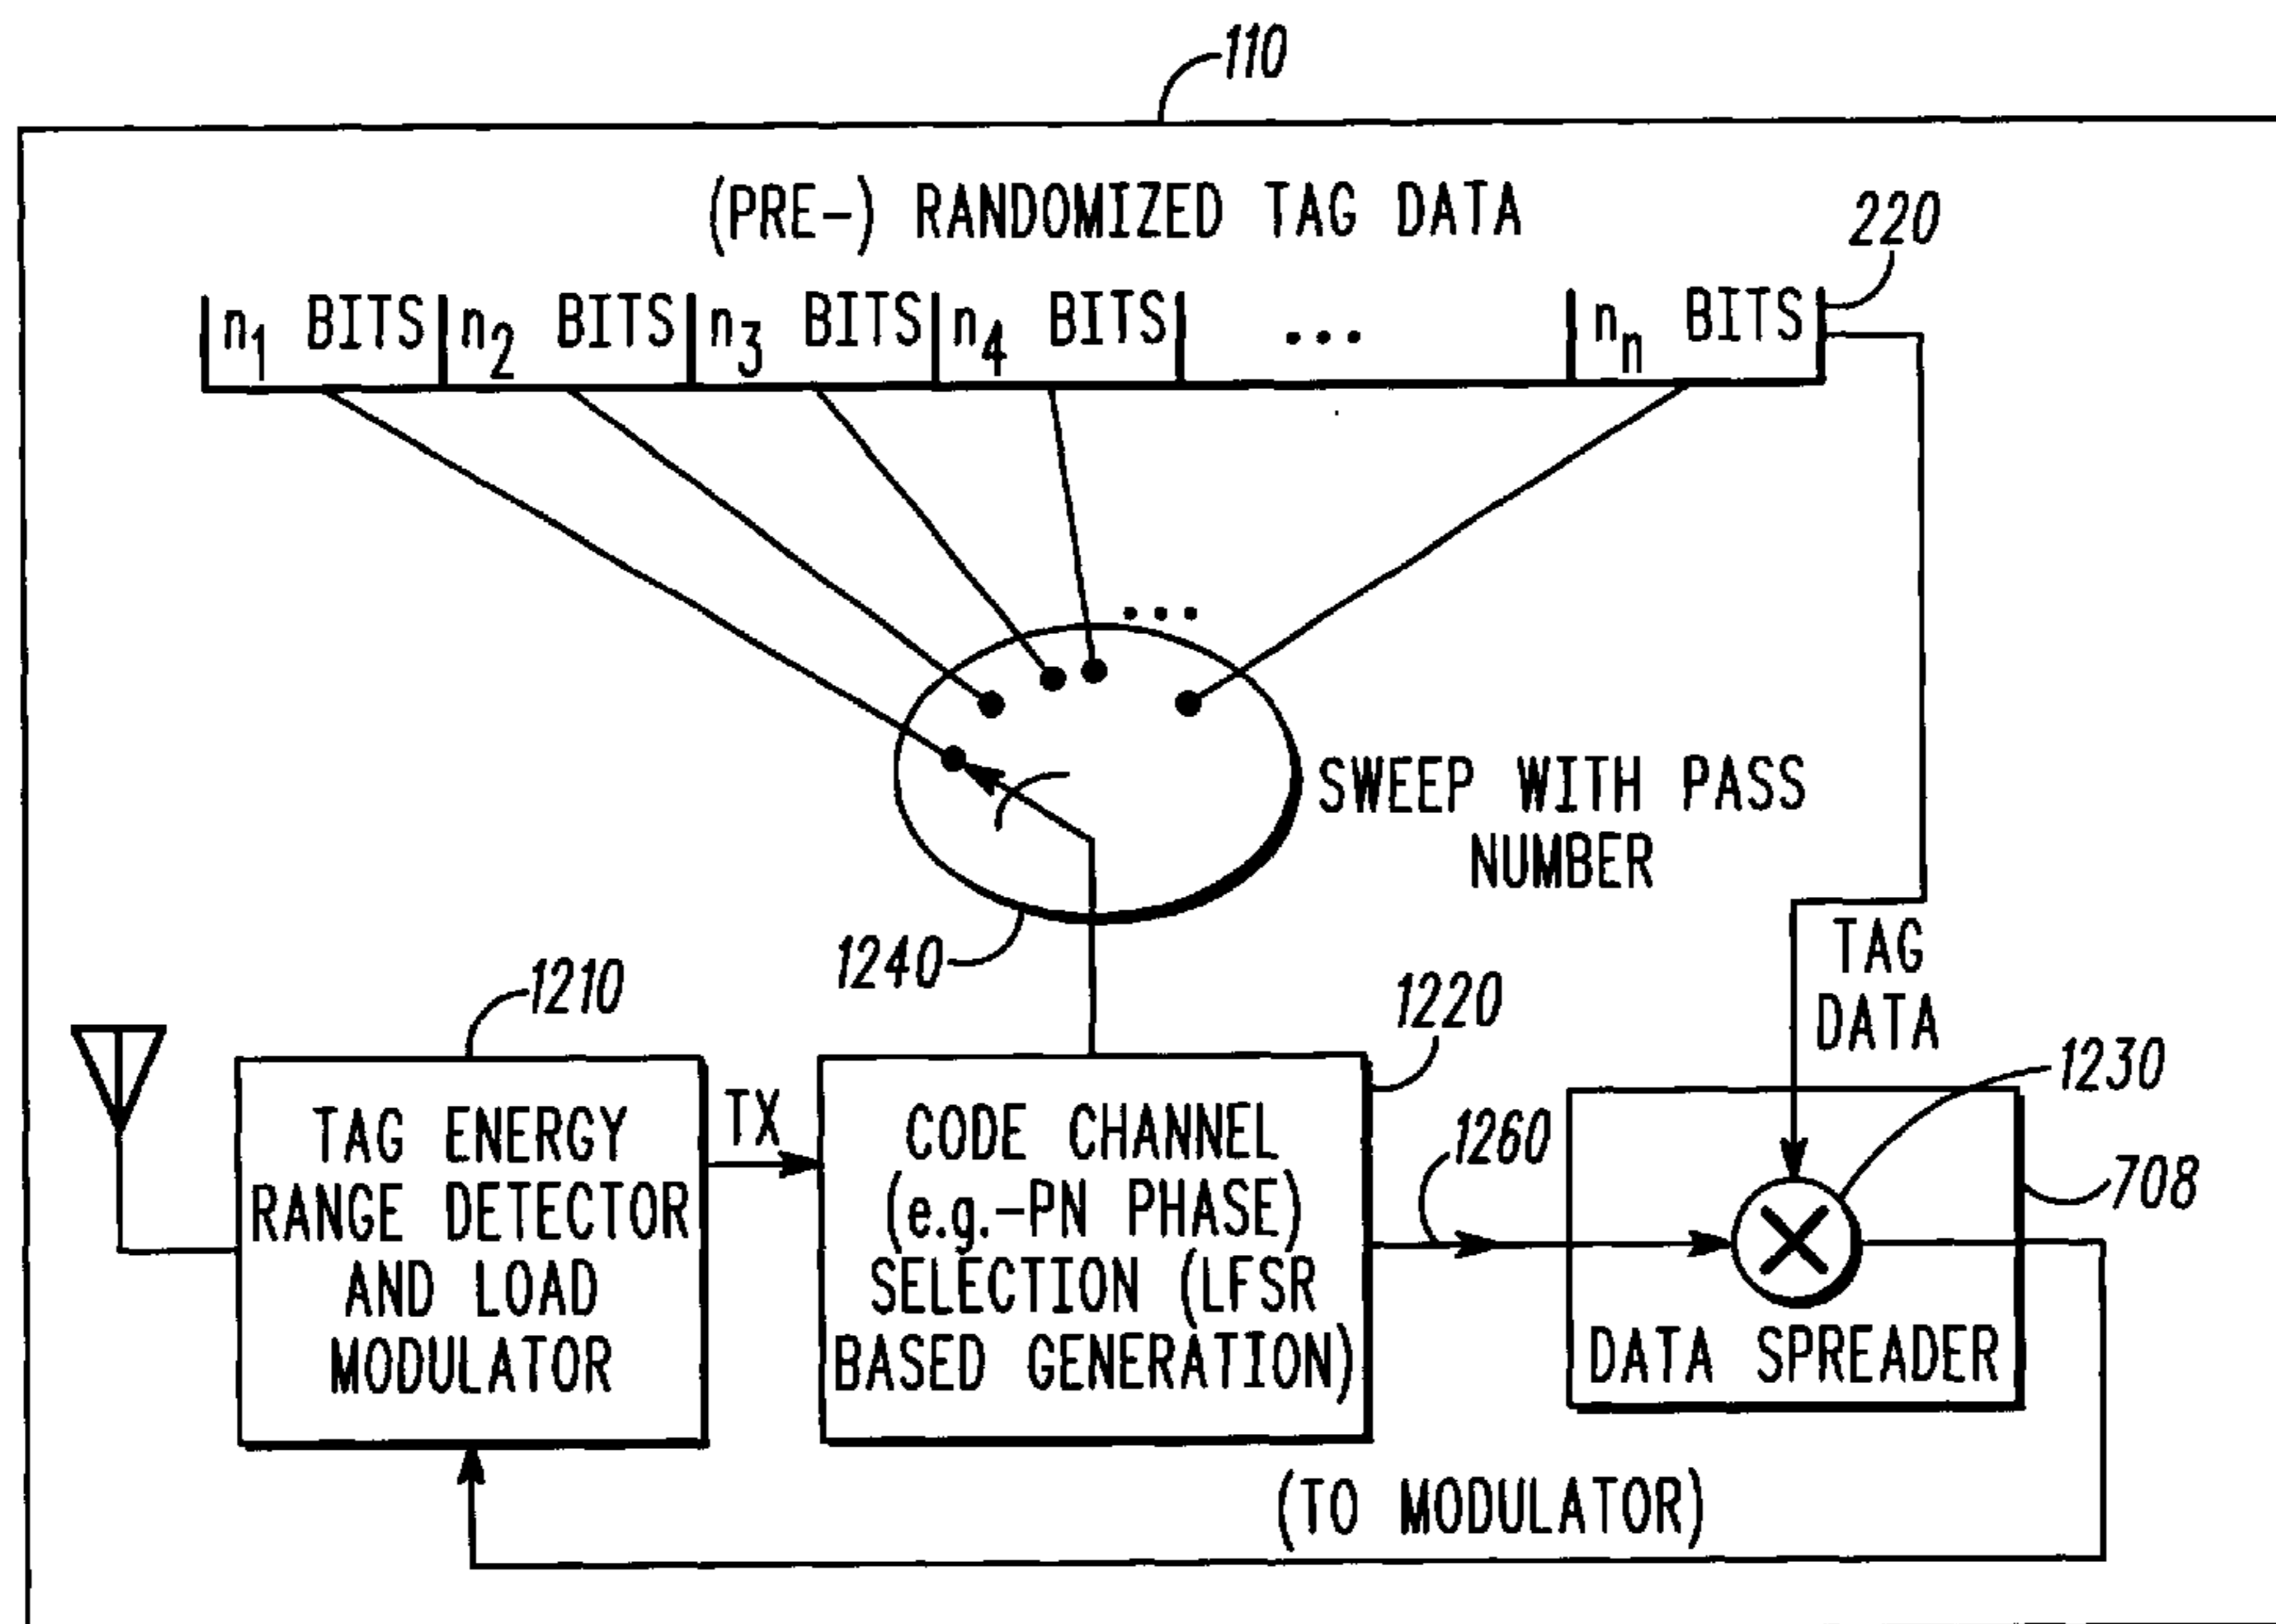 110
(PRE-) RANDOMIZED TAG DATA
220
n1 BITS n2 BITS n3 BITS n4 BITS ... nn BITS
...
SWEEP WITH PASS
NUMBER
1240
TAG
DATA
1210
1220
1230
TAG ENERGY
RANGE DETECTOR
AND LOAD
MODULATOR
TX
CODE CHANNEL
(e.g.-PN PHASE)
SELECTION (LFSR
BASED GENERATION)
1260
708
DATA SPREADER
(TO MODULATOR)